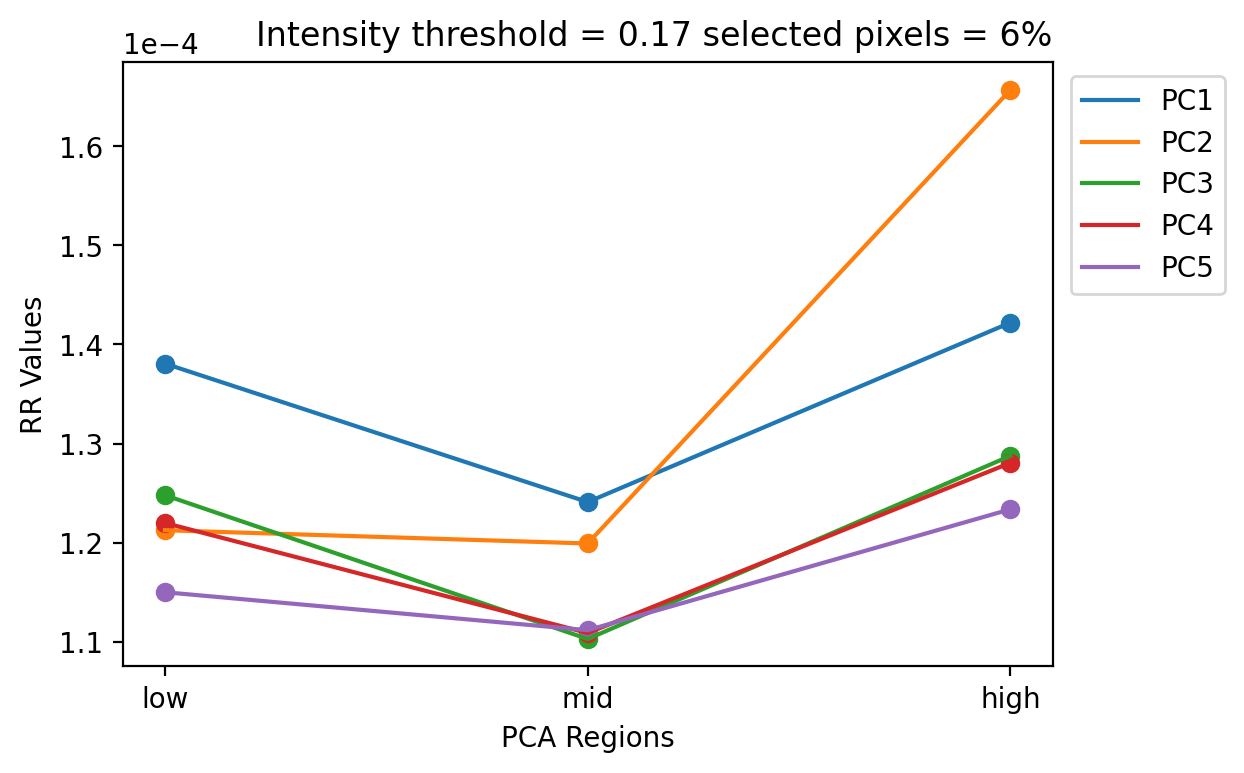 Intensity threshold = 0.17 selected pixels = 6%
1e−4
1.6
1.5
1.4
1.3
1.2
1.1
RR Values
low mid high
PCA Regions
PC1
PC2
PC3
PC4
PC5